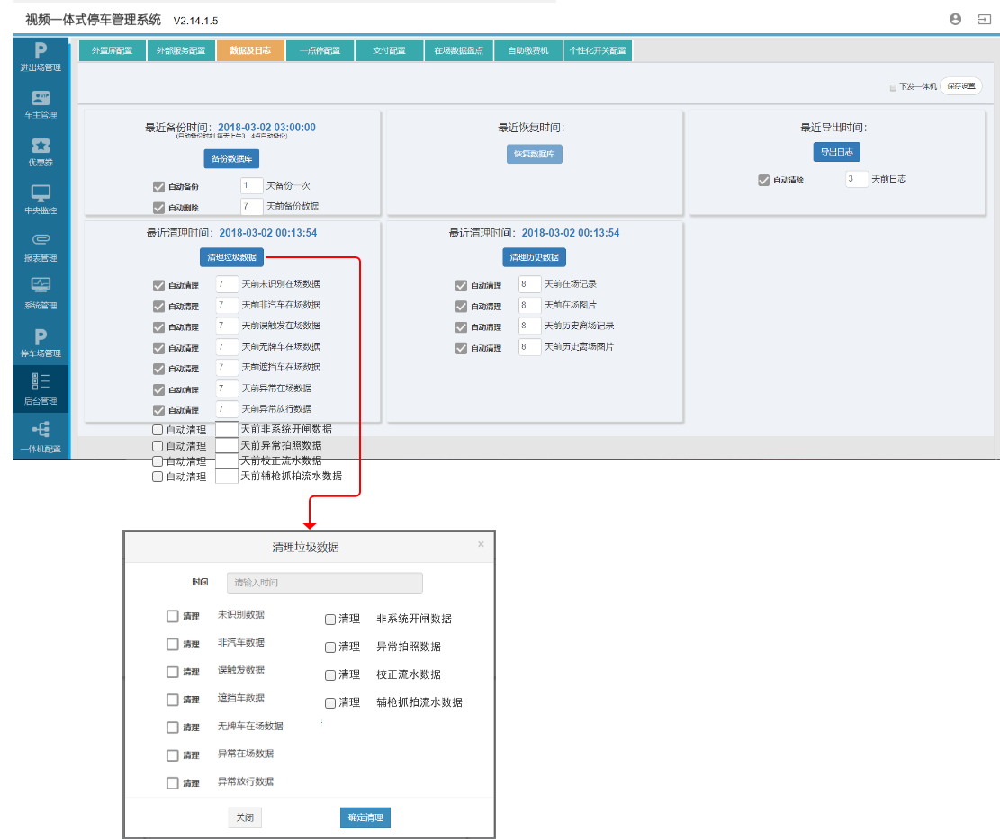 视频一体式停车管理系统 V2.14.1.5
进出场管理
车主管理
优惠券
中央监控
报表管理
系统管理
停车场管理
后台管理
一体机配置
外置屏配置 外部服务配置 数据及日志 一点停配置 支付配置 在场数据盘点 自助缴费机 个性化开关配置
下发一体机 保存设置
最近备份时间：2018-03-02 03:00:00
(自动备份时刻:每天上午3、4点自动备份)
备份数据库
自动备份 1 天备份一次
自动删除 7 天前备份数据
最近恢复时间：
恢复数据库
最近导出时间：
导出日志
自动清除 3 天前日志
最近清理时间：2018-03-02 00:13:54
清理垃圾数据
自动清理 7 天前未识别在场数据
自动清理 7 天前非汽车在场数据
自动清理 7 天前误触发在场数据
自动清理 7 天前无牌车在场数据
自动清理 7 天前遮挡车在场数据
自动清理 7 天前异常在场数据
自动清理 7 天前异常放行数据
自动清理 天前非系统开闸数据
自动清理 天前异常拍照数据
自动清理 天前校正流水数据
自动清理 天前辅枪抓拍流水数据
最近清理时间：2018-03-02 00:13:54
清理历史数据
自动清理 8 天前在场记录
自动清理 8 天前在场图片
自动清理 8 天前历史离场记录
自动清理 8 天前历史离场图片
清理垃圾数据 ×
时间 请输入时间
清理 未识别数据
清理 非汽车数据
清理 误触发数据
清理 遮挡车数据
清理 无牌车在场数据
清理 异常在场数据
清理 异常放行数据
清理 非系统开闸数据
清理 异常拍照数据
清理 校正流水数据
清理 辅枪抓拍流水数据
关闭 确定清理